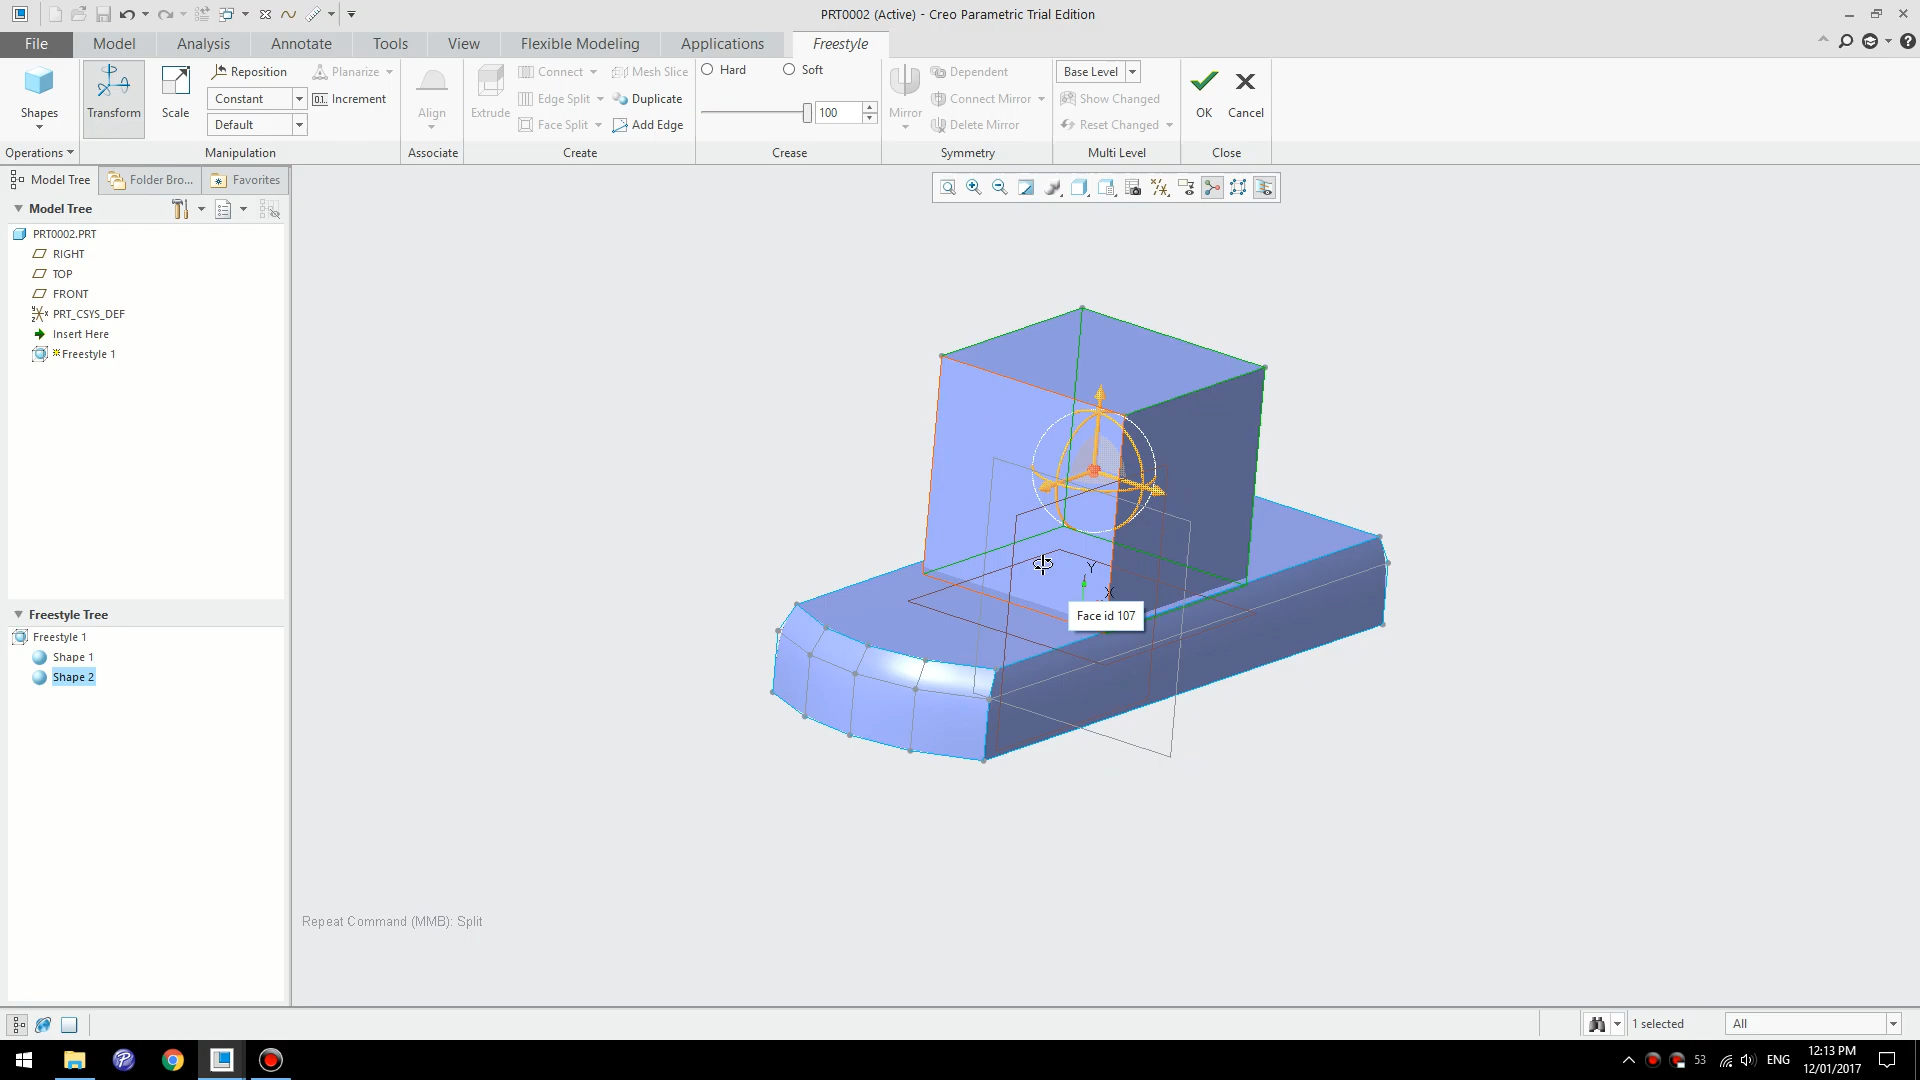 PRT0002 (Active) - Creo Parametric Trial Edition
File Model Analysis Annotate Tools View Flexible Modeling Applications Freestyle
Shapes
Operations
Transform
Scale
Reposition
Constant
Default
Planarize
Increment
Manipulation
Align
Associate
Extrude
Connect
Edge Split
Face Split
Mesh Slice
Duplicate
Add Edge
Create
Hard Soft
100
Crease
Mirror
Dependent
Connect Mirror
Delete Mirror
Symmetry
Base Level
Show Changed
Reset Changed
Multi Level
OK
Cancel
Close
Model Tree Folder Bro... Favorites
Model Tree
PRT0002.PRT
RIGHT
TOP
FRONT
PRT_CSYS_DEF
Insert Here
Freestyle 1
Freestyle Tree
Freestyle 1
Shape 1
Shape 2
Y
X
Face id 107
Repeat Command (MMB): Split
1 selected
All
53
ENG
12:13 PM
12/01/2017